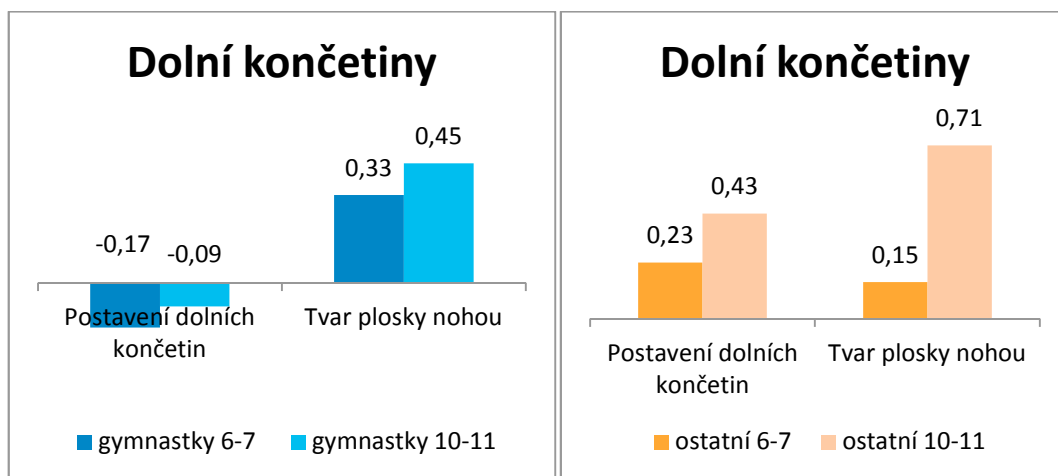 Dolní končetiny
0,45
0,33
-0,17
-0,09
Postavení dolních
končetin
Tvar plosky nohou
gymnastky 6-7
gymnastky 10-11
Dolní končetiny
0,71
0,43
0,23
0,15
Postavení dolních
končetin
Tvar plosky nohou
ostatní 6-7
ostatní 10-11